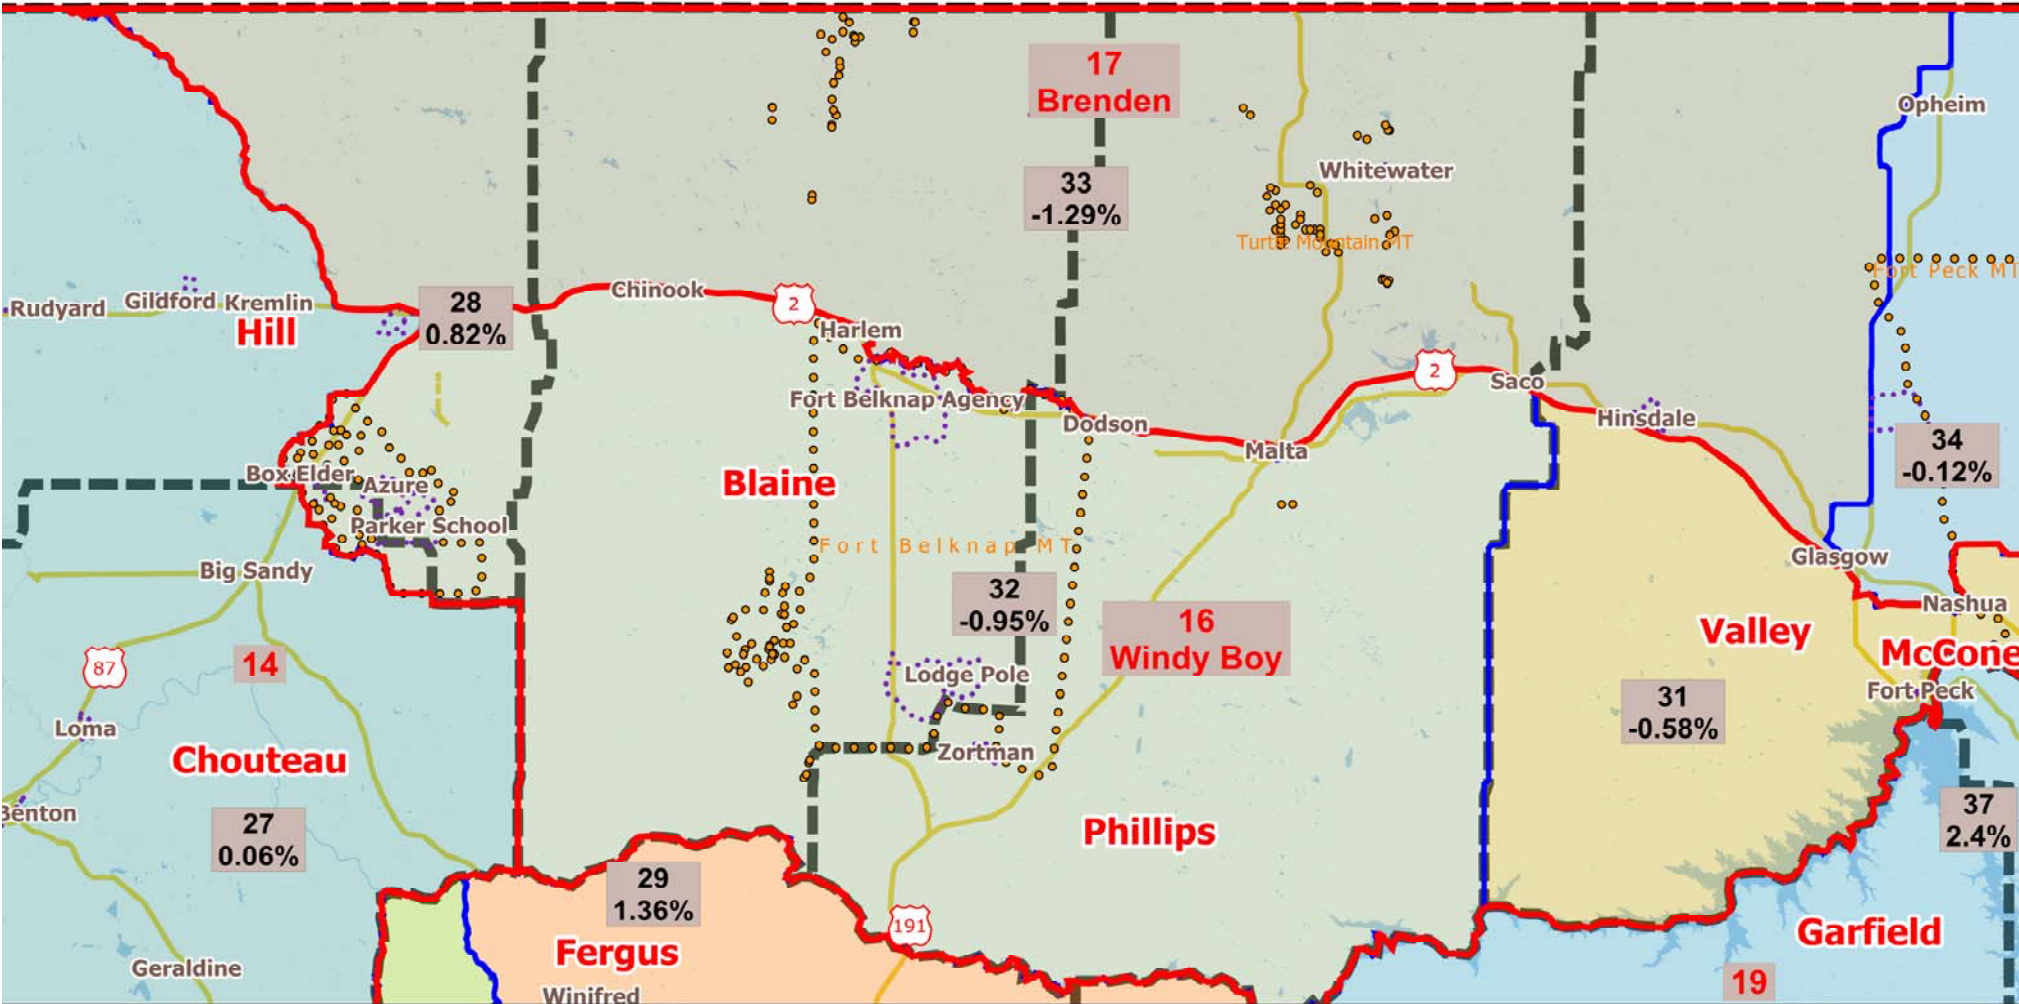 17
Brenden
Opheim
Whitewater
33
-1.29%
Turtle Mountain MT
Fort Peck MT
Chinook
2
Rudyard
Gildford
Kremlin
Hill
28
0.82%
Harlem
2
Saco
Fort Belknap Agency
Dodson
Hinsdale
Malta
34
-0.12%
Box Elder
Azure
Blaine
Parker School
Fort Belknap MT
Glasgow
Big Sandy
32
-0.95%
Nashua
16
Windy Boy
Valley
McCone
87
14
Lodge Pole
Fort Peck
31
-0.58%
Loma
Zortman
Chouteau
Benton
37
2.4%
27
0.06%
Phillips
29
1.36%
191
Garfield
Fergus
Geraldine
19
Winifred